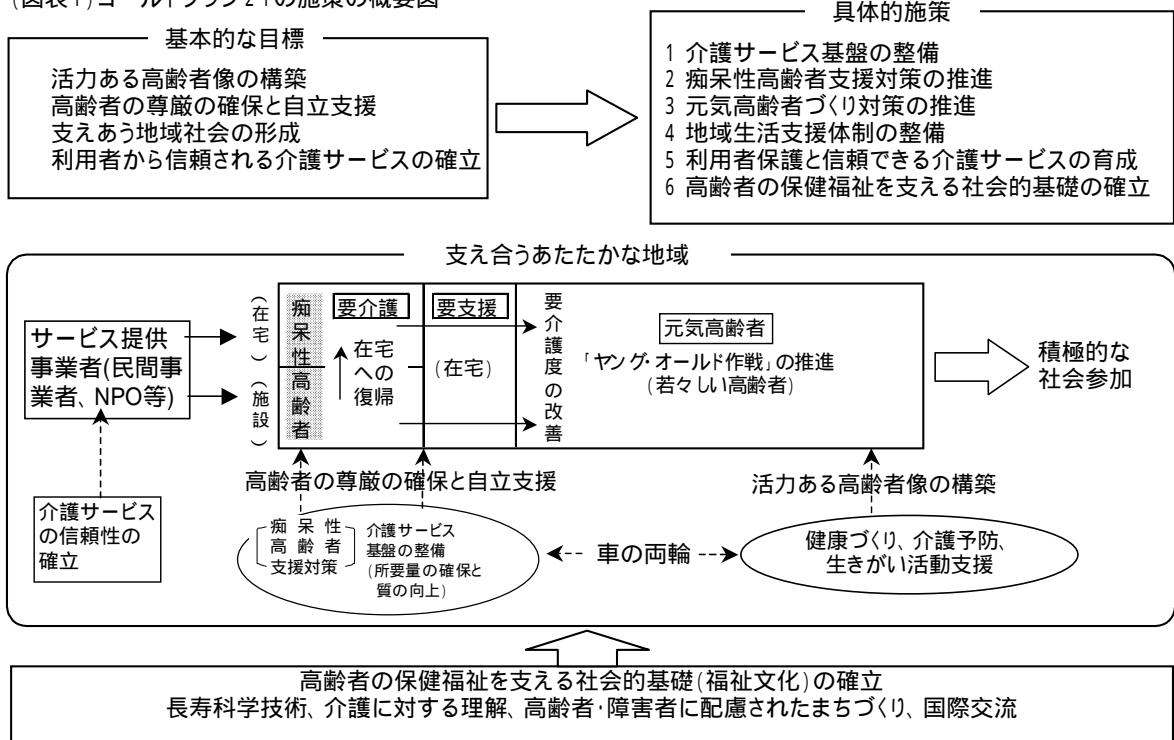 (図表1)ゴールドプラン21の施策の概要図
基本的な目標
活力ある高齢者像の構築
高齢者の尊厳の確保と自立支援
支えあう地域社会の形成
利用者から信頼される介護サービスの確立
具体的施策
1 介護サービス基盤の整備
2 痴呆性高齢者支援対策の推進
3 元気高齢者づくり対策の推進
4 地域生活支援体制の整備
5 利用者保護と信頼できる介護サービスの育成
6 高齢者の保健福祉を支える社会的基礎の確立
支え合うあたたかな地域
サービス提供
事業者(民間事
業者、NPO等)
(在宅)
(施設)
痴呆性高齢者
要介護
在宅
への
復帰
要支援
(在宅)
要介護度の改善
元気高齢者
「ヤング・オールド作戦」の推進
(若々しい高齢者)
積極的な
社会参加
高齢者の尊厳の確保と自立支援
活力ある高齢者像の構築
介護サービス
の信頼性の
確立
痴呆性
高齢者
支援対策
介護サービス
基盤の整備
(所要量の確保と
質の向上)
車の両輪
健康づくり、介護予防、
生きがい活動支援
高齢者の保健福祉を支える社会的基礎(福祉文化)の確立
長寿科学技術、介護に対する理解、高齢者・障害者に配慮されたまちづくり、国際交流